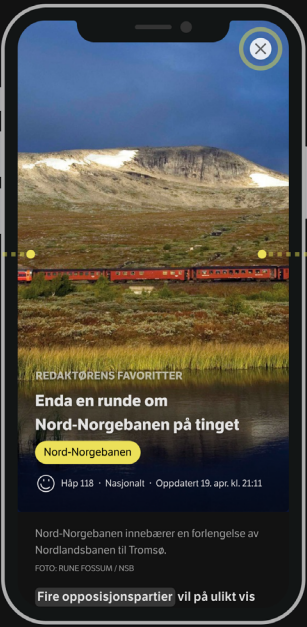 REDAKTØRENS FAVORITTER
Enda en runde om
Nord-Norgebanen på tinget
Nord-Norgebanen
Håp 118 · Nasjonalt · Oppdatert 19. apr. kl. 21:11
Nord-Norgebanen innebærer en forlengelse av
Nordlandsbanen til Tromsø.
FOTO: RUNE FOSSUM / NSB
Fire opposisjonspartier vil på ulikt vis